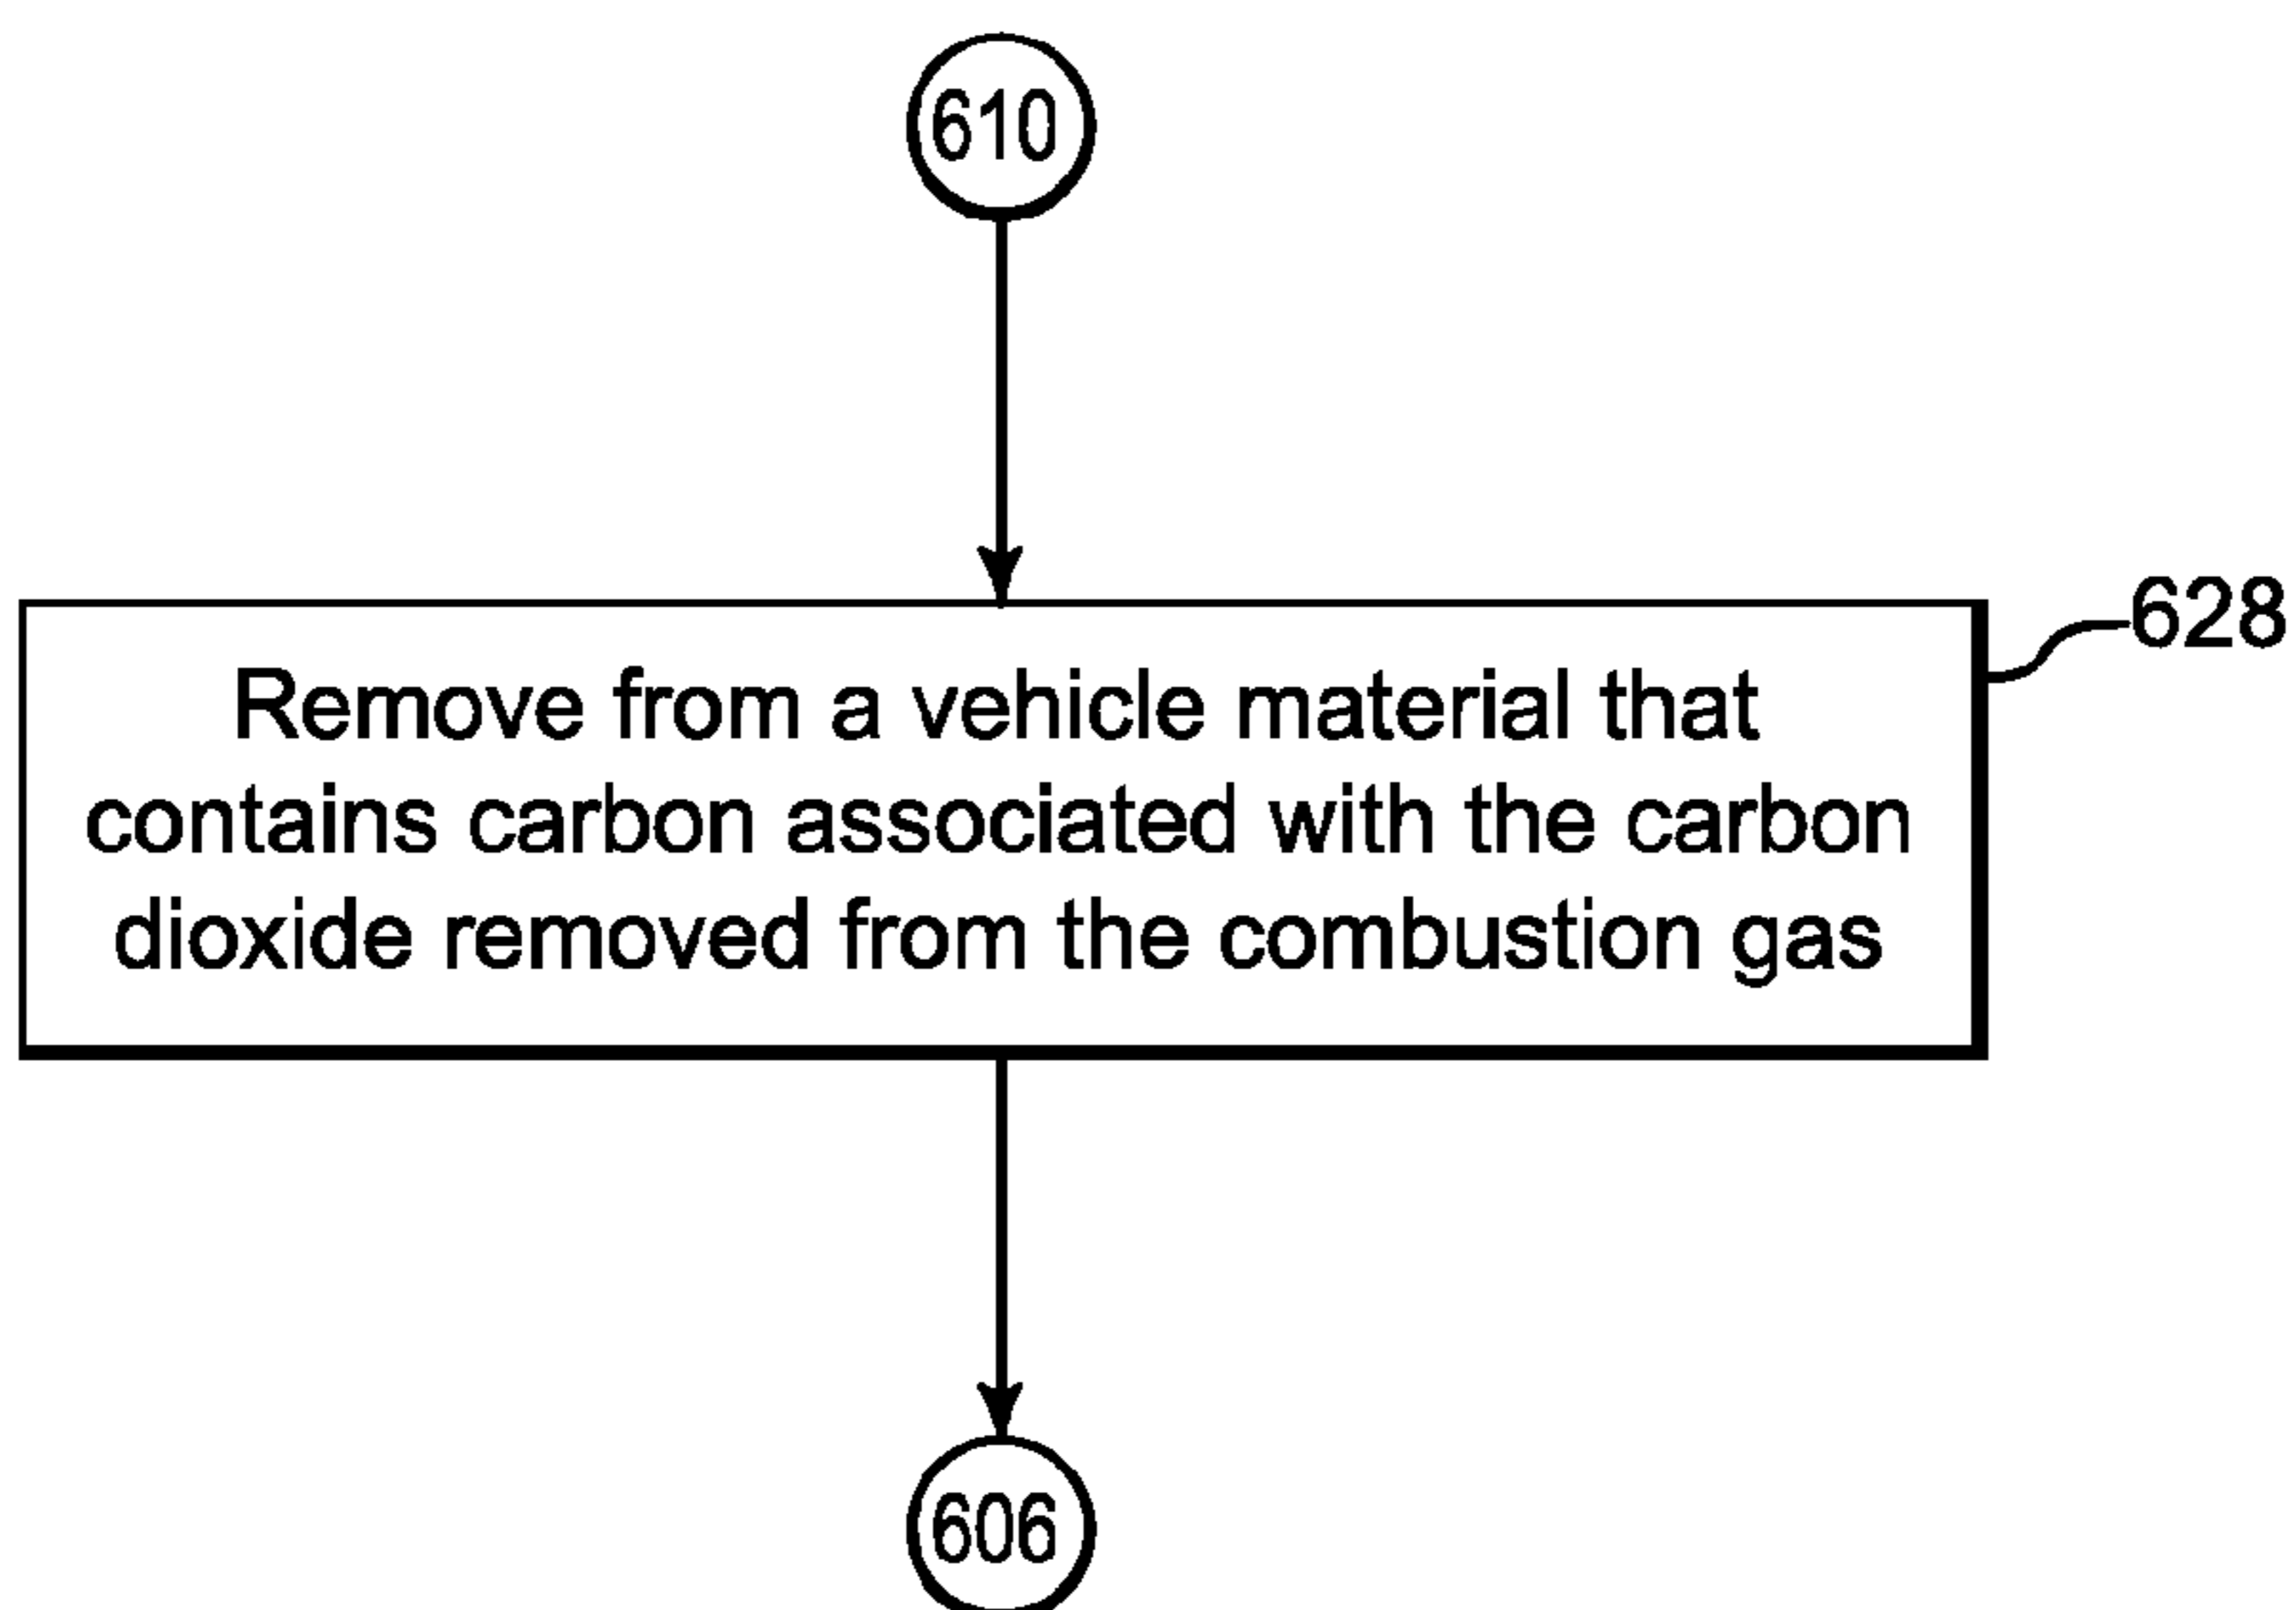 610
628
Remove from a vehicle material that
contains carbon associated with the carbon
dioxide removed from the combustion gas
606